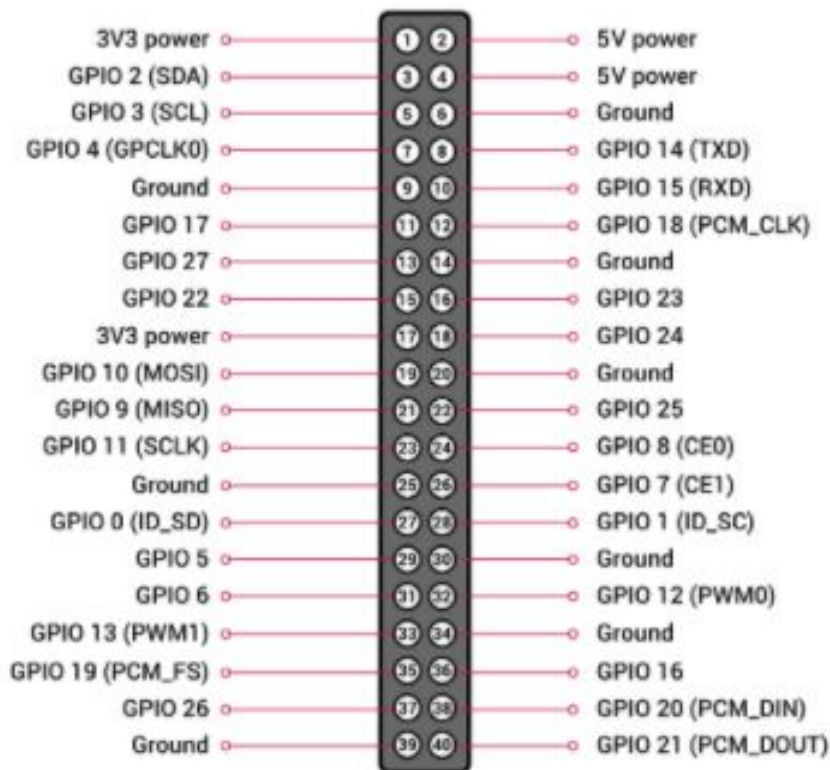 3V3 power 1 2 5V power
GPIO 2 (SDA) 3 4 5V power
GPIO 3 (SCL) 5 6 Ground
GPIO 4 (GPCLK0) 7 8 GPIO 14 (TXD)
Ground 9 10 GPIO 15 (RXD)
GPIO 17 11 12 GPIO 18 (PCM_CLK)
GPIO 27 13 14 Ground
GPIO 22 15 16 GPIO 23
3V3 power 17 18 GPIO 24
GPIO 10 (MOSI) 19 20 Ground
GPIO 9 (MISO) 21 22 GPIO 25
GPIO 11 (SCLK) 23 24 GPIO 8 (CE0)
Ground 25 26 GPIO 7 (CE1)
GPIO 0 (ID_SD) 27 28 GPIO 1 (ID_SC)
GPIO 5 29 30 Ground
GPIO 6 31 32 GPIO 12 (PWM0)
GPIO 13 (PWM1) 33 34 Ground
GPIO 19 (PCM_FS) 35 36 GPIO 16
GPIO 26 37 38 GPIO 20 (PCM_DIN)
Ground 39 40 GPIO 21 (PCM_DOUT)